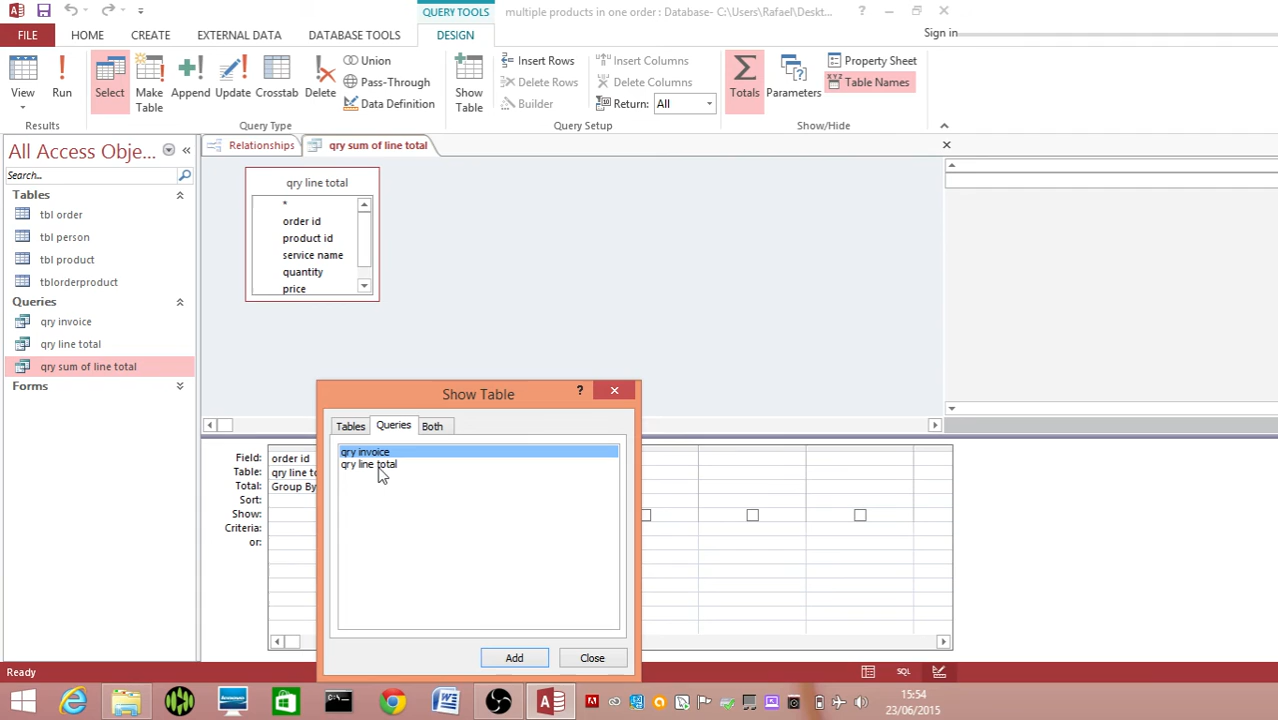 QUERY TOOLS
multiple products in one order : Database- C:\Users\Rafael\Deskt...
?
FILE
HOME
CREATE
EXTERNAL DATA
DATABASE TOOLS
DESIGN
Sign in
View
Run
Results
Select
Make Table
Append
Update
Crosstab
Delete
Union
Pass-Through
Data Definition
Query Type
Show Table
Insert Rows
Delete Rows
Builder
Insert Columns
Delete Columns
Return: All
Query Setup
Totals
Parameters
Property Sheet
XYZ Table Names
Show/Hide
All Access Obje...
Search...
Tables
tbl order
tbl person
tbl product
tblorderproduct
Queries
qry invoice
qry line total
qry sum of line total
Forms
Relationships
qry sum of line total
qry line total
*
order id
product id
service name
quantity
price
Show Table
?
Tables
Queries
Both
qry invoice
qry line total
Add
Close
Field: order id
Table: qry line to
Total: Group By
Sort:
Show:
Criteria:
or:
Ready
SQL
15:54
23/06/2015